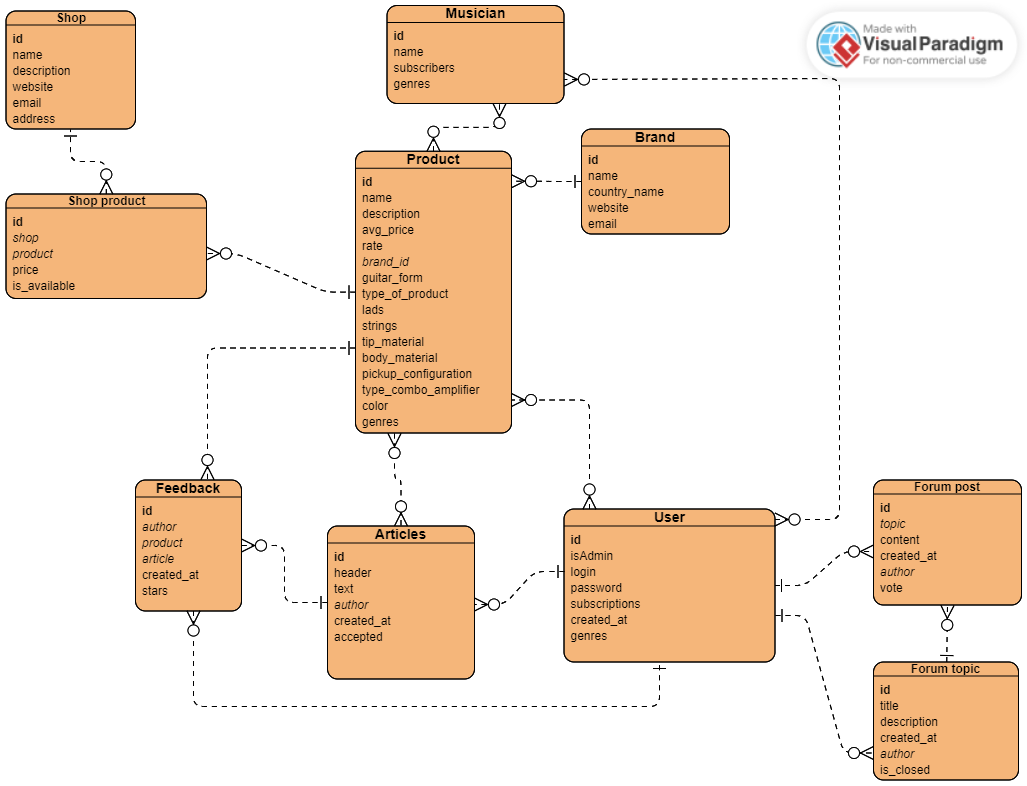 Shop
id
name
description
website
email
address
Musician
id
name
subscribers
genres
Made with
Visual Paradigm
For non-commercial use
Brand
id
name
country_name
website
email
Product
id
name
description
avg_price
rate
brand_id
guitar_form
type_of_product
lads
strings
tip_material
body_material
pickup_configuration
type_combo_amplifier
color
genres
Shop product
id
shop
product
price
is_available
Feedback
id
author
product
article
created_at
stars
Articles
id
header
text
author
created_at
accepted
User
id
isAdmin
login
password
subscriptions
created_at
genres
Forum post
id
topic
content
created_at
author
vote
Forum topic
id
title
description
created_at
author
is_closed